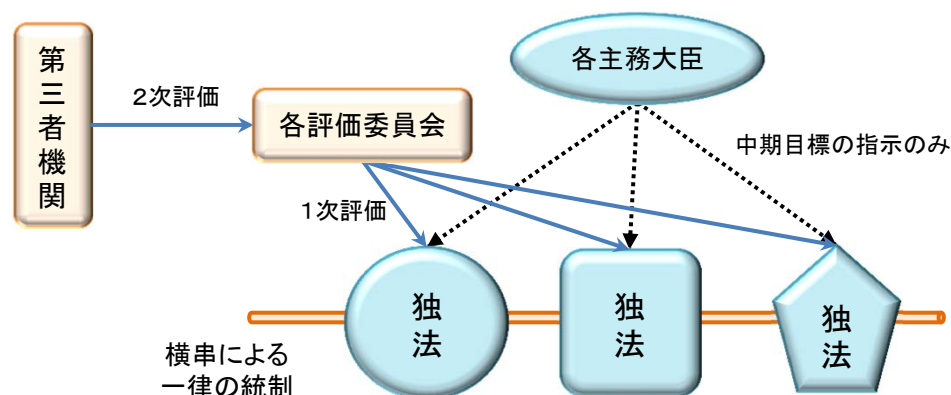 第三者機関
２次評価
各評価委員会
各主務大臣
中期目標の指示のみ
１次評価
独法
独法
独法
横串による
一律の統制